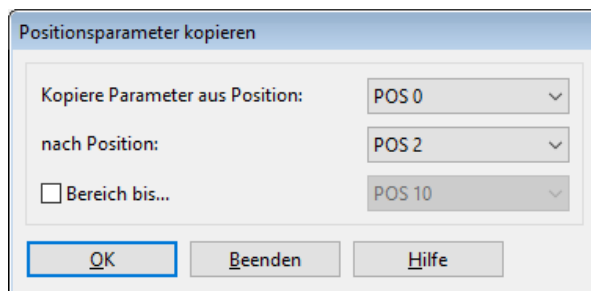 Positionsparameter kopieren
Kopiere Parameter aus Position: POS 0
nach Position: POS 2
Bereich bis... POS 10
OK Beenden Hilfe